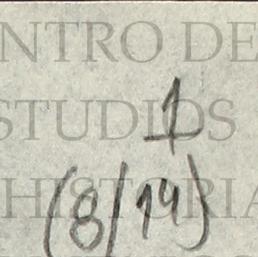 NTRO DE
1
STUDIOS
(8/14)
HISTORIA